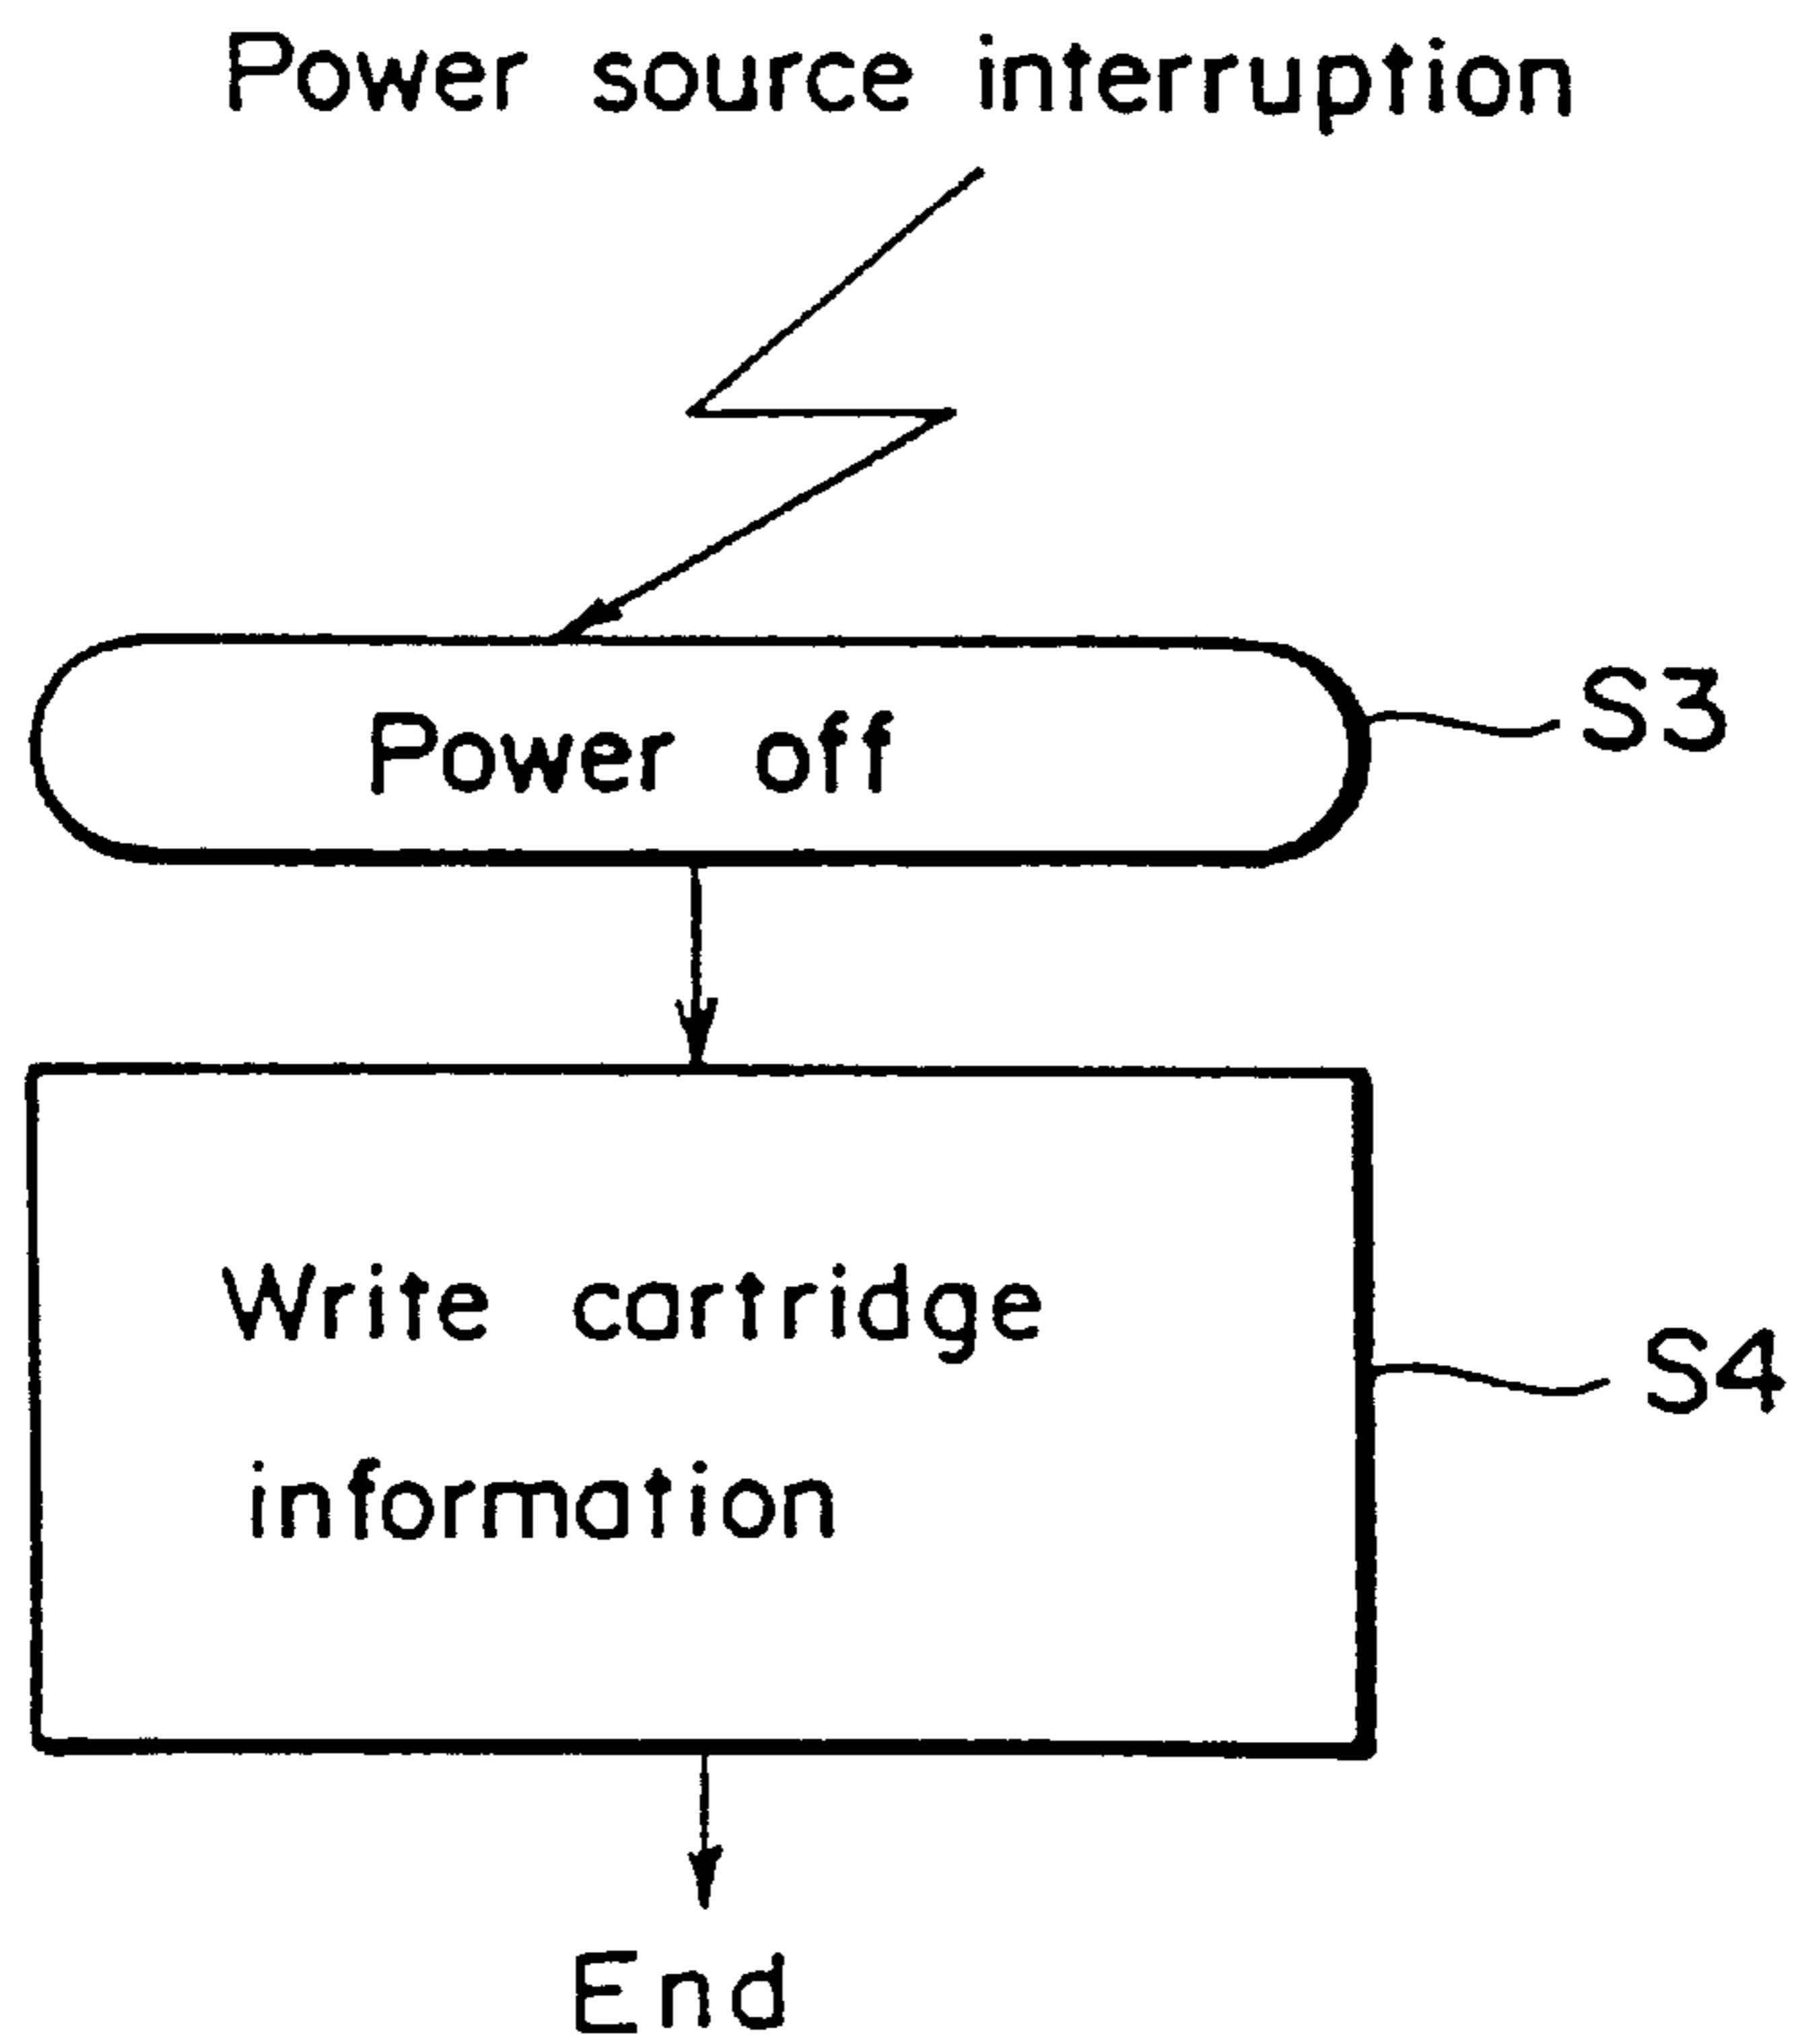 Power source interruption
Power off
S3
Write cartridge
information
S4
End